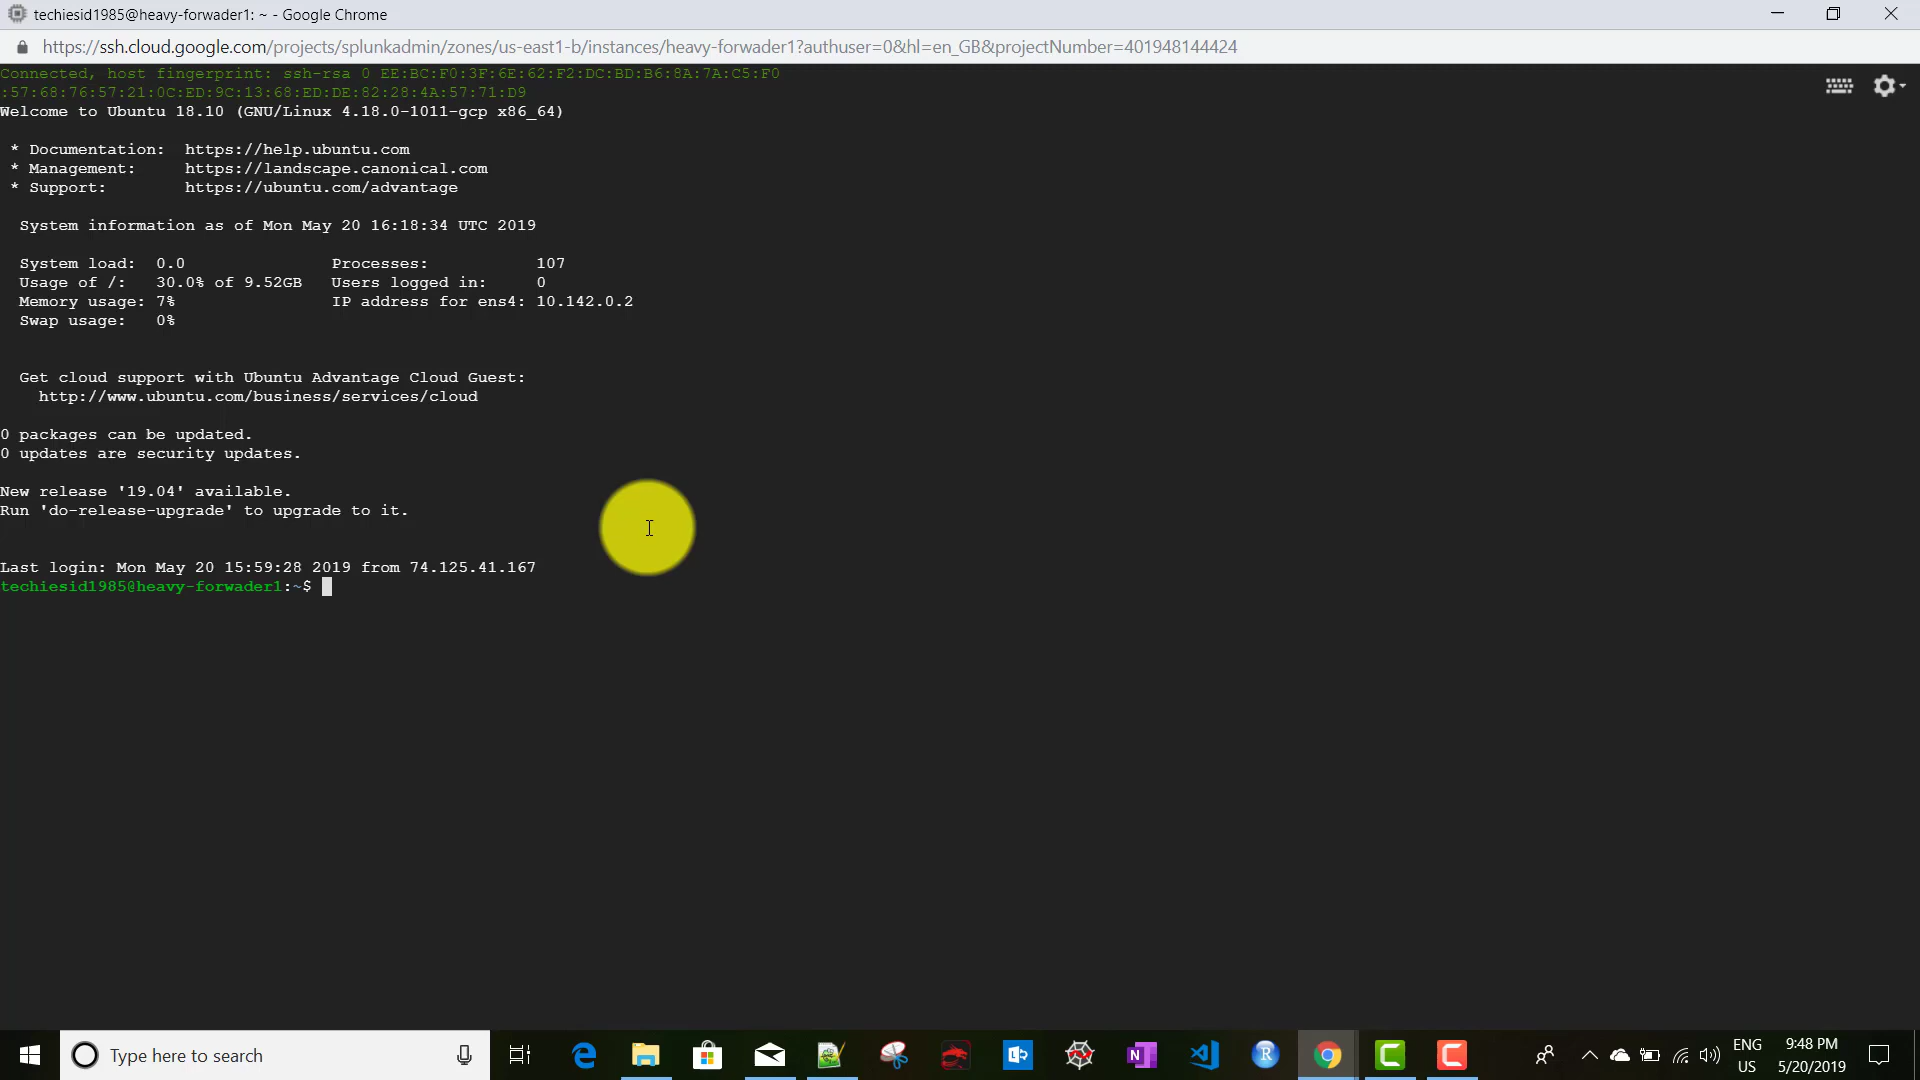 techiesid1985@heavy-forwader1: ~ - Google Chrome
https://ssh.cloud.google.com/projects/splunkadmin/zones/us-east1-b/instances/heavy-forwader1?authuser=0&hl=en_GB&projectNumber=401948144424
Connected, host fingerprint: ssh-rsa 0 EE:BC:F0:3F:6E:62:F2:DC:BD:B6:8A:7A:C5:F0
:57:68:76:57:21:0C:ED:9C:13:68:ED:DE:82:28:4A:57:71:D9
Welcome to Ubuntu 18.10 (GNU/Linux 4.18.0-1011-gcp x86_64)
* Documentation:  https://help.ubuntu.com
* Management:     https://landscape.canonical.com
* Support:        https://ubuntu.com/advantage
System information as of Mon May 20 16:18:34 UTC 2019
System load:  0.0               Processes:           107
Usage of /:   30.0% of 9.52GB   Users logged in:     0
Memory usage: 7%                IP address for ens4: 10.142.0.2
Swap usage:   0%
Get cloud support with Ubuntu Advantage Cloud Guest:
http://www.ubuntu.com/business/services/cloud
0 packages can be updated.
0 updates are security updates.
New release '19.04' available.
Run 'do-release-upgrade' to upgrade to it.
Last login: Mon May 20 15:59:28 2019 from 74.125.41.167
techiesid1985@heavy-forwader1:~$
Type here to search
ENG
US
9:48 PM
5/20/2019